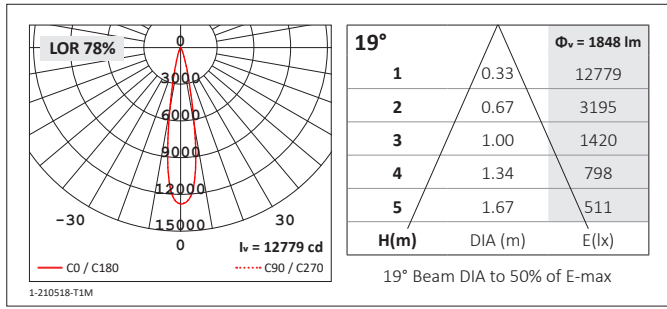 LOR 78%
0
3000
6000
9000
12000
15000
-30
0
30
Iᵥ = 12779 cd
C0 / C180
C90 / C270
1-210518-T1M
19°
Φᵥ = 1848 lm
1 0.33 12779
2 0.67 3195
3 1.00 1420
4 1.34 798
5 1.67 511
H(m) DIA (m) E(lx)
19° Beam DIA to 50% of E-max